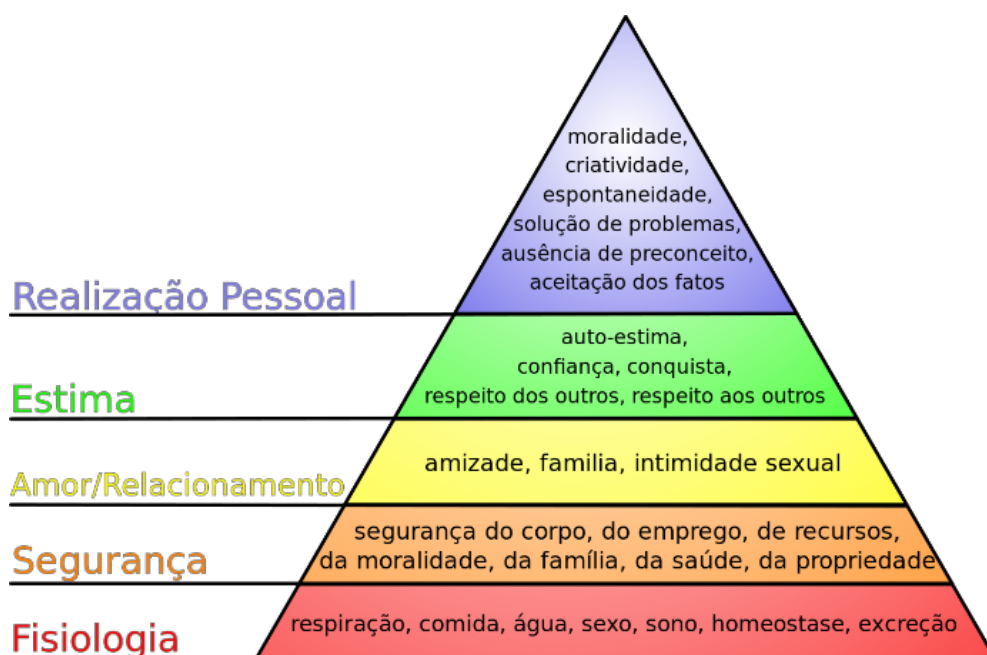 moralidade,
criatividade,
espontaneidade,
solução de problemas,
ausência de preconceito,
aceitação dos fatos
Realização Pessoal
auto-estima,
confiança, conquista,
respeito dos outros, respeito aos outros
Estima
amizade, familia, intimidade sexual
Amor/Relacionamento
segurança do corpo, do emprego, de recursos,
da moralidade, da família, da saúde, da propriedade
Segurança
respiração, comida, água, sexo, sono, homeostase, excreção
Fisiologia